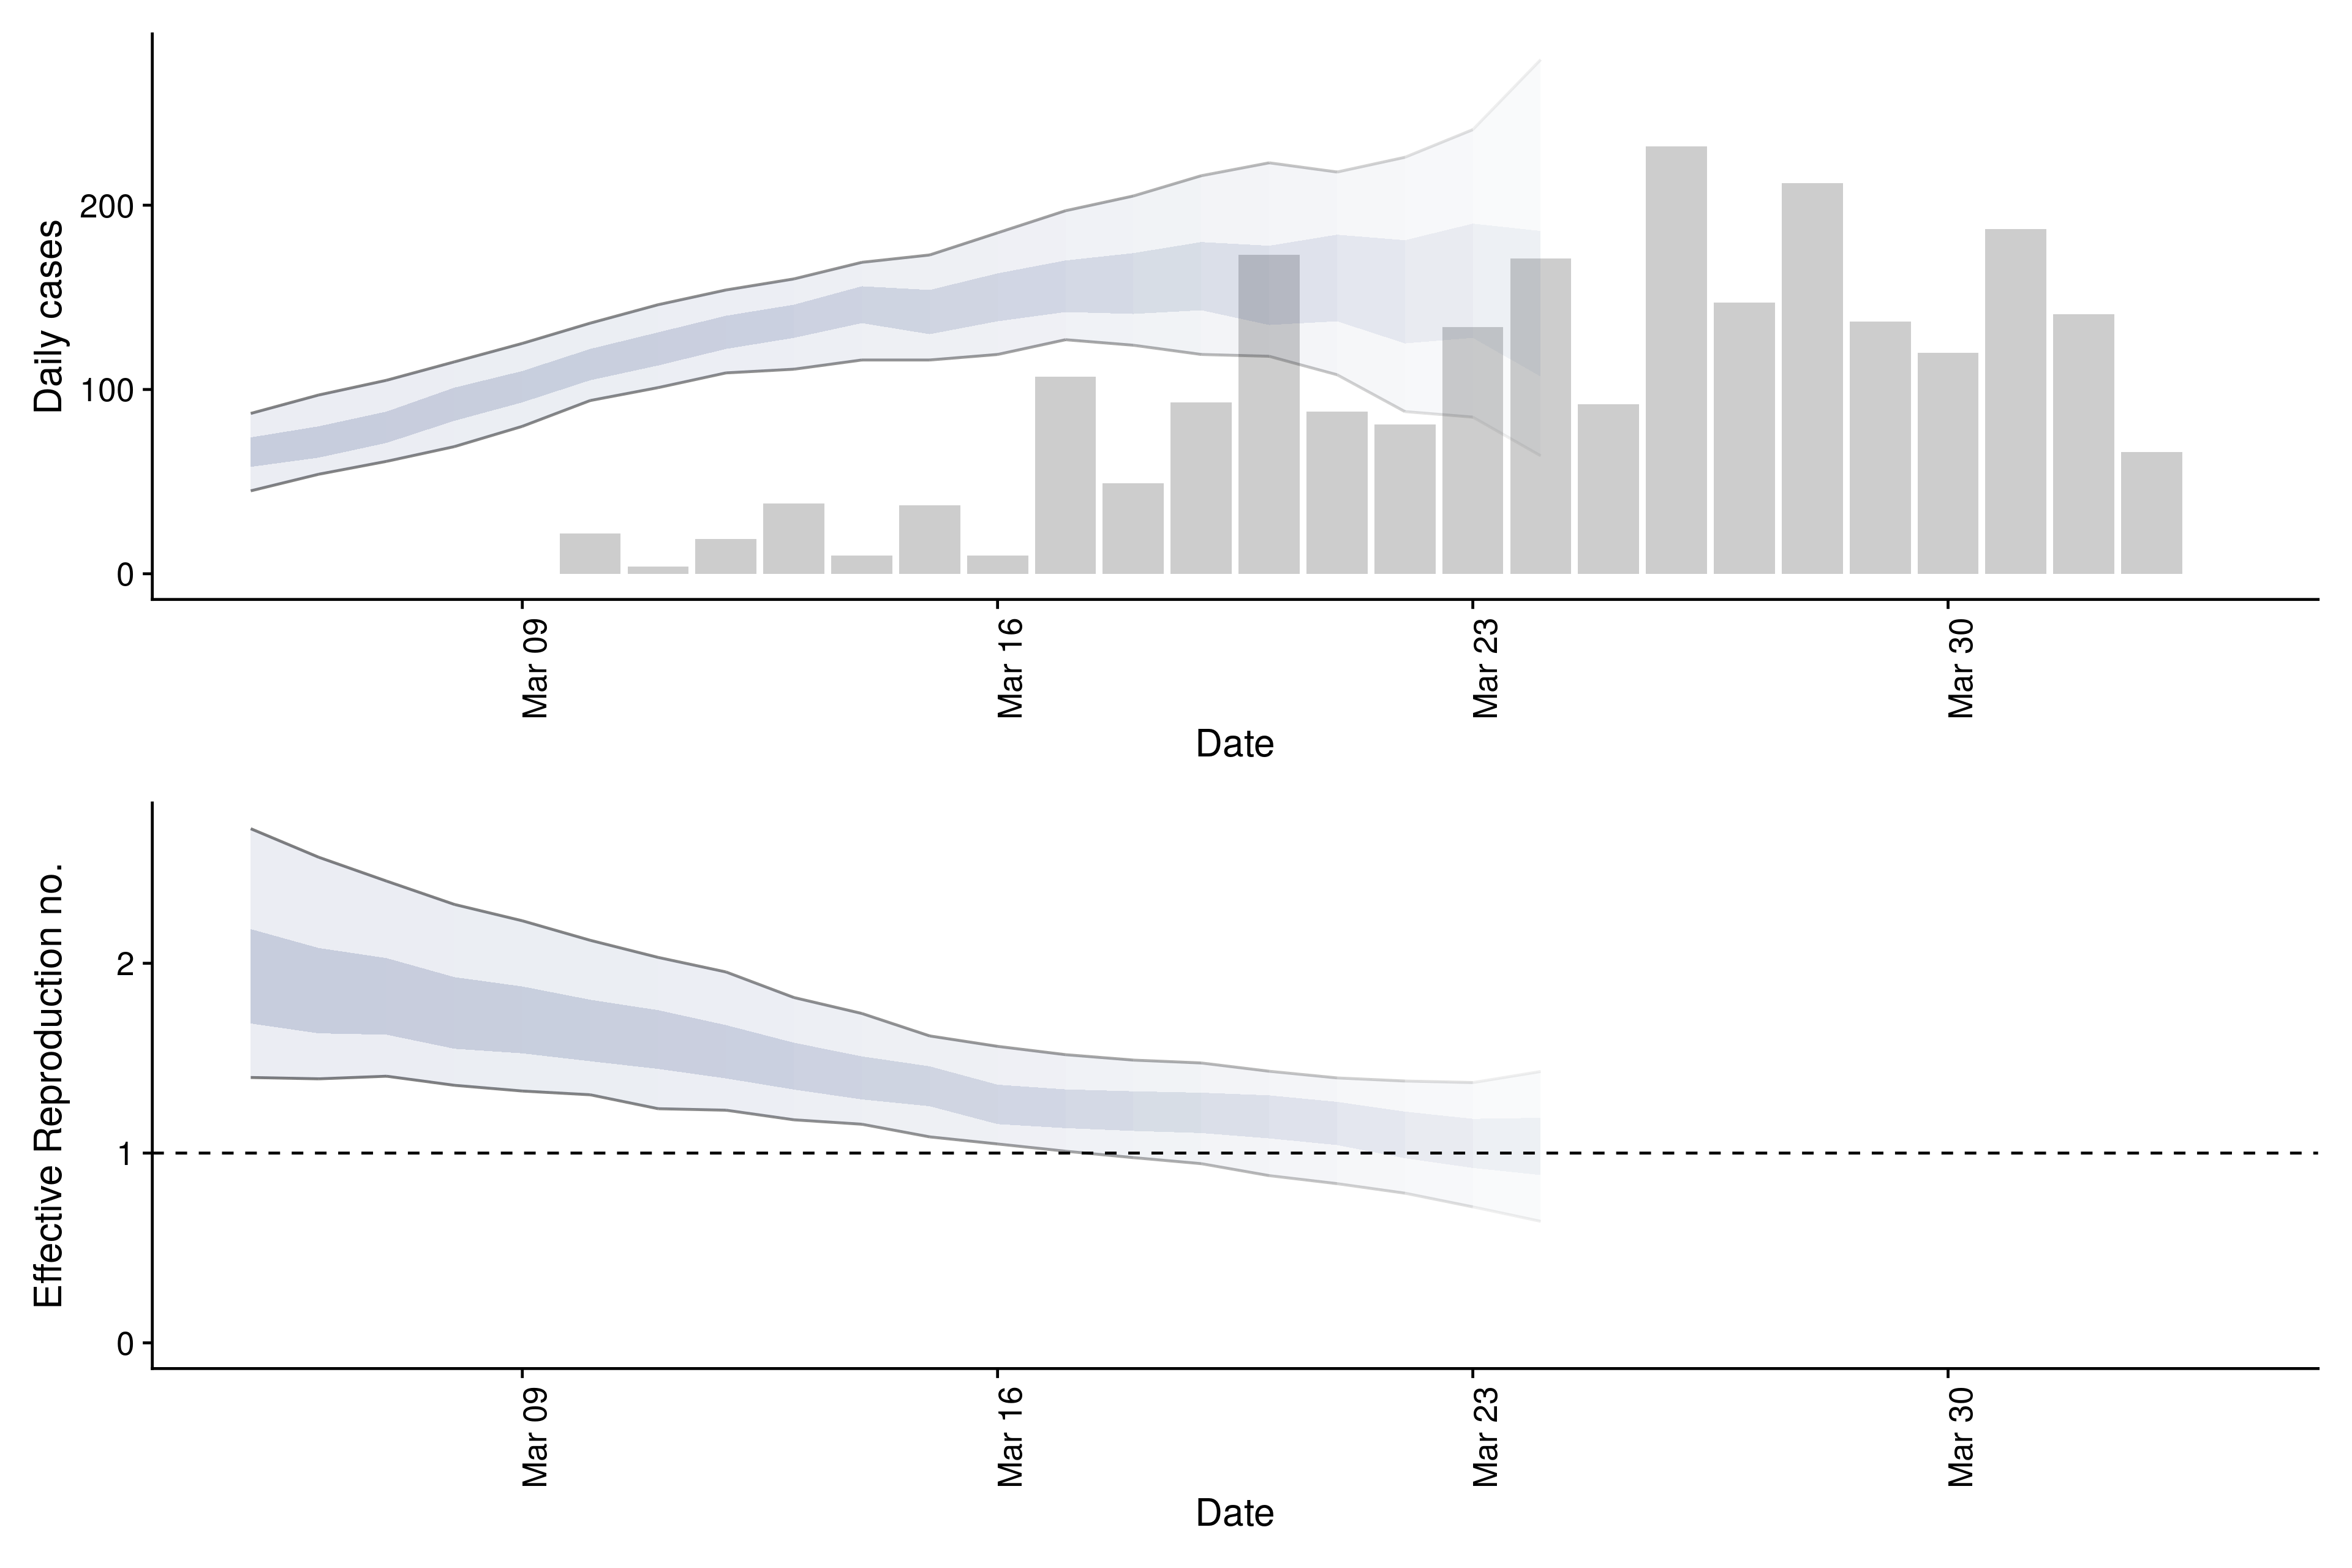 Daily cases
200
100
0
Mar 09
Mar 16
Mar 23
Mar 30
Date
Effective Reproduction no.
2
1
0
Mar 09
Mar 16
Mar 23
Mar 30
Date